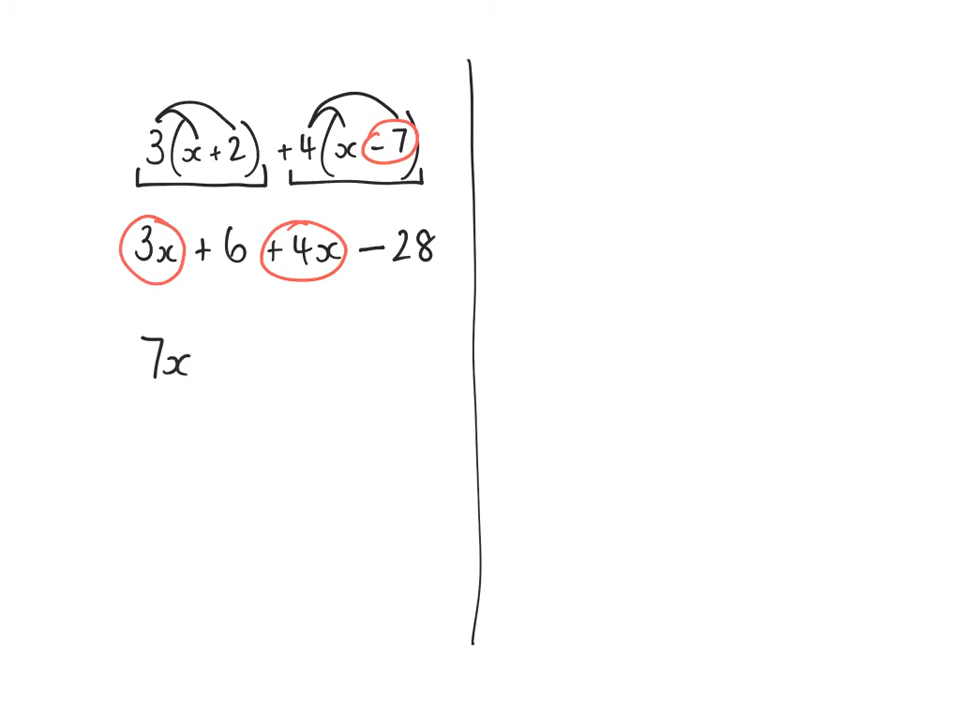 3(x+2) +4(x-7)
3x + 6 + 4x - 28
7x